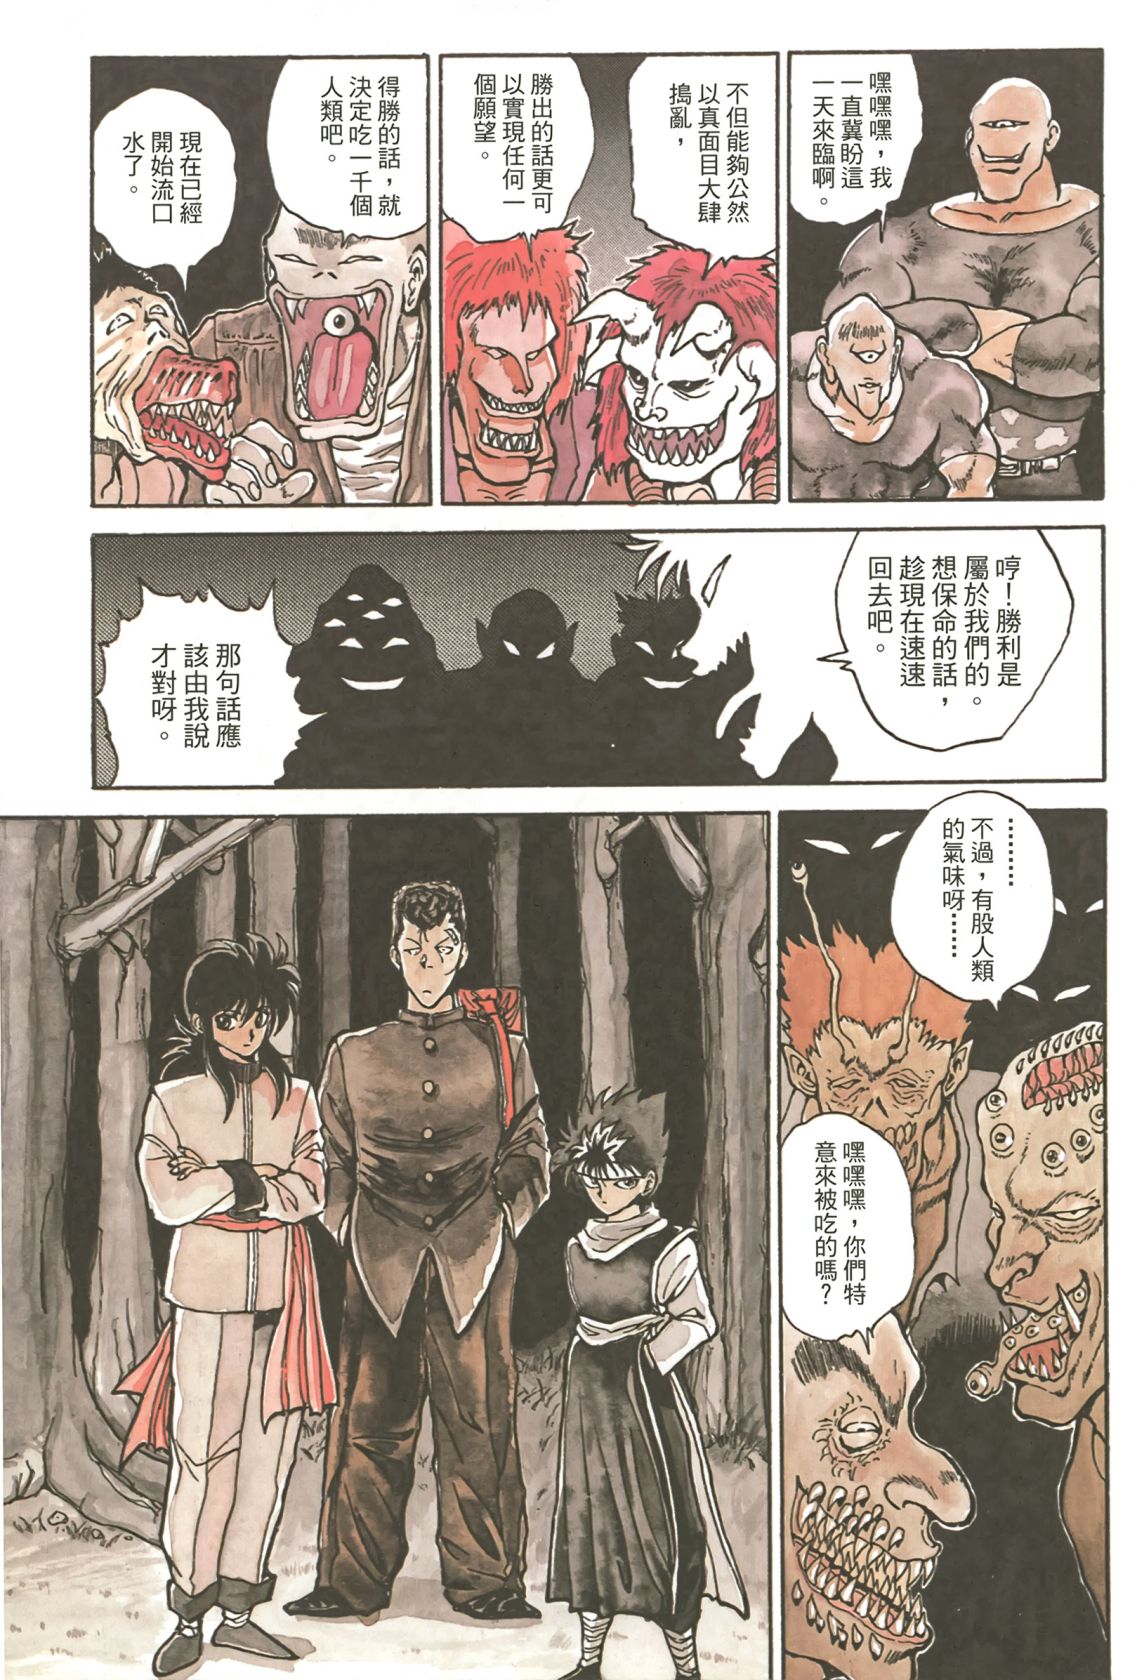 嘿嘿嘿，我
一直冀盼這
一天來臨啊。
不但能夠公然
以真面目大肆
搗亂，
勝出的話更可
以實現任何一
個願望。
得勝的話，就
決定吃一千個
人類吧。
現在已經
開始流口
水了。
哼！勝利是
屬於我們的。
想保命的話，
趁現在速速
回去吧。
那句話應
該由我說
才對呀。
………
不過，有股人類
的氣味呀……
嘿嘿嘿，你們特
意來被吃的嗎？